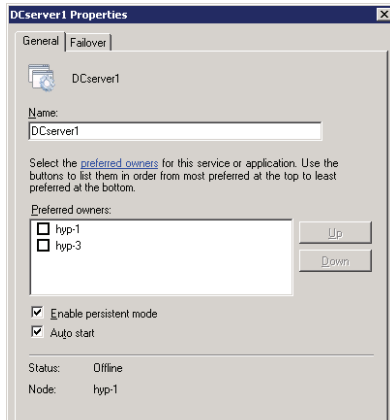 DCserver1 Properties
General Failover
DCserver1
Name:
DCserver1
Select the preferred owners for this service or application. Use the
buttons to list them in order from most preferred at the top to least
preferred at the bottom.
Preferred owners:
hyp-1
hyp-3
Up
Down
Enable persistent mode
Auto start
Status: Offline
Node: hyp-1